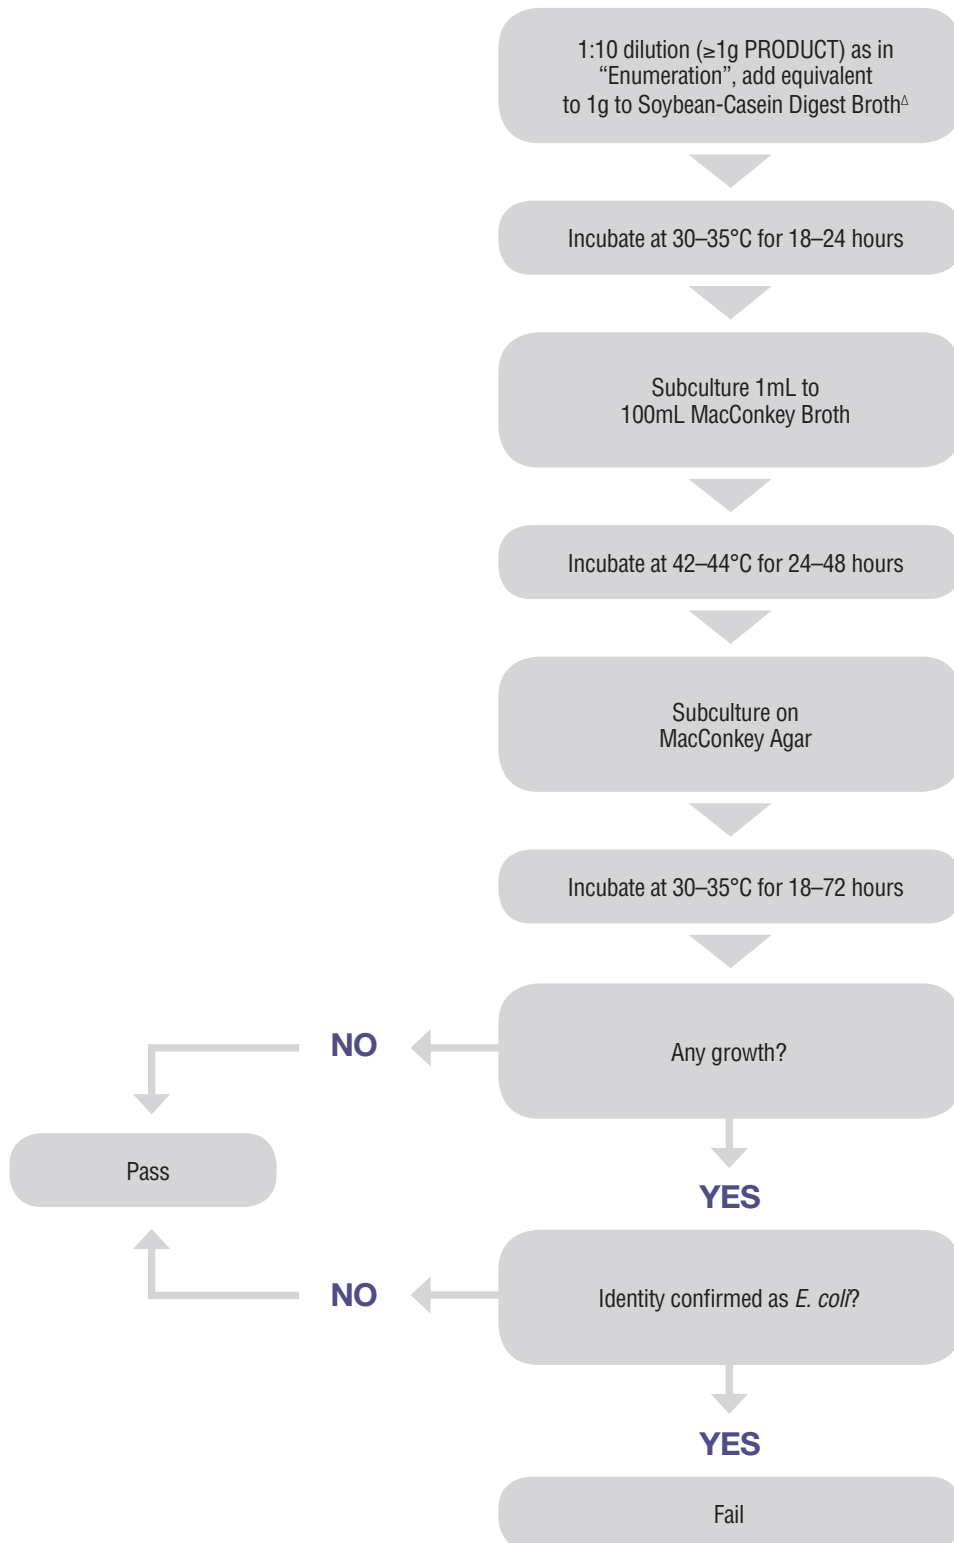 1:10 dilution (≥1g PRODUCT) as in
“Enumeration”, add equivalent
to 1g to Soybean-Casein Digest Broth^Δ
Incubate at 30–35°C for 18–24 hours
Subculture 1mL to
100mL MacConkey Broth
Incubate at 42–44°C for 24–48 hours
Subculture on
MacConkey Agar
Incubate at 30–35°C for 18–72 hours
Any growth?
NO
Pass
YES
Identity confirmed as E. coli?
NO
YES
Fail